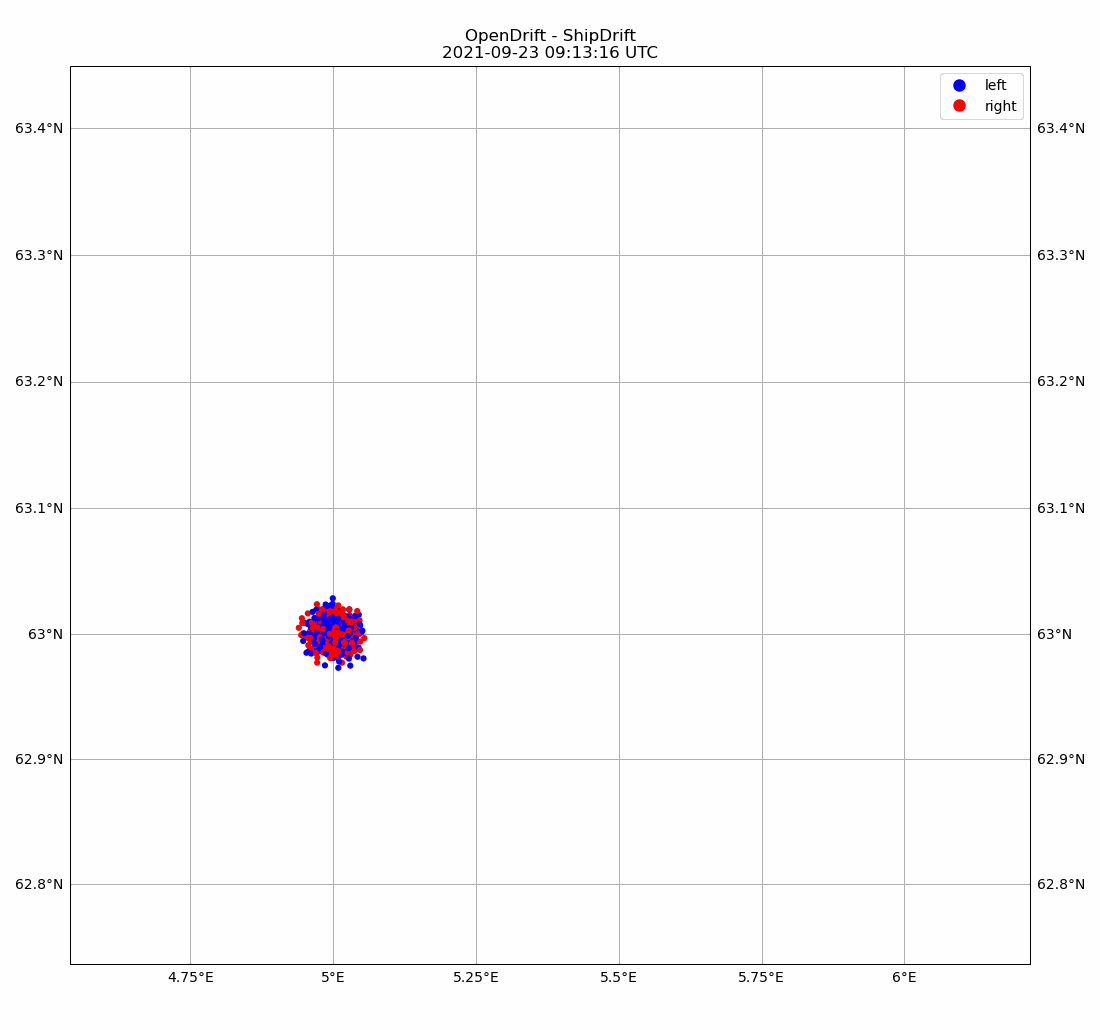 OpenDrift - ShipDrift
2021-09-23 09:13:16 UTC
left
right
63.4°N 63.4°N
63.3°N 63.3°N
63.2°N 63.2°N
63.1°N 63.1°N
63°N 63°N
62.9°N 62.9°N
62.8°N 62.8°N
4.75°E 5°E 5.25°E 5.5°E 5.75°E 6°E